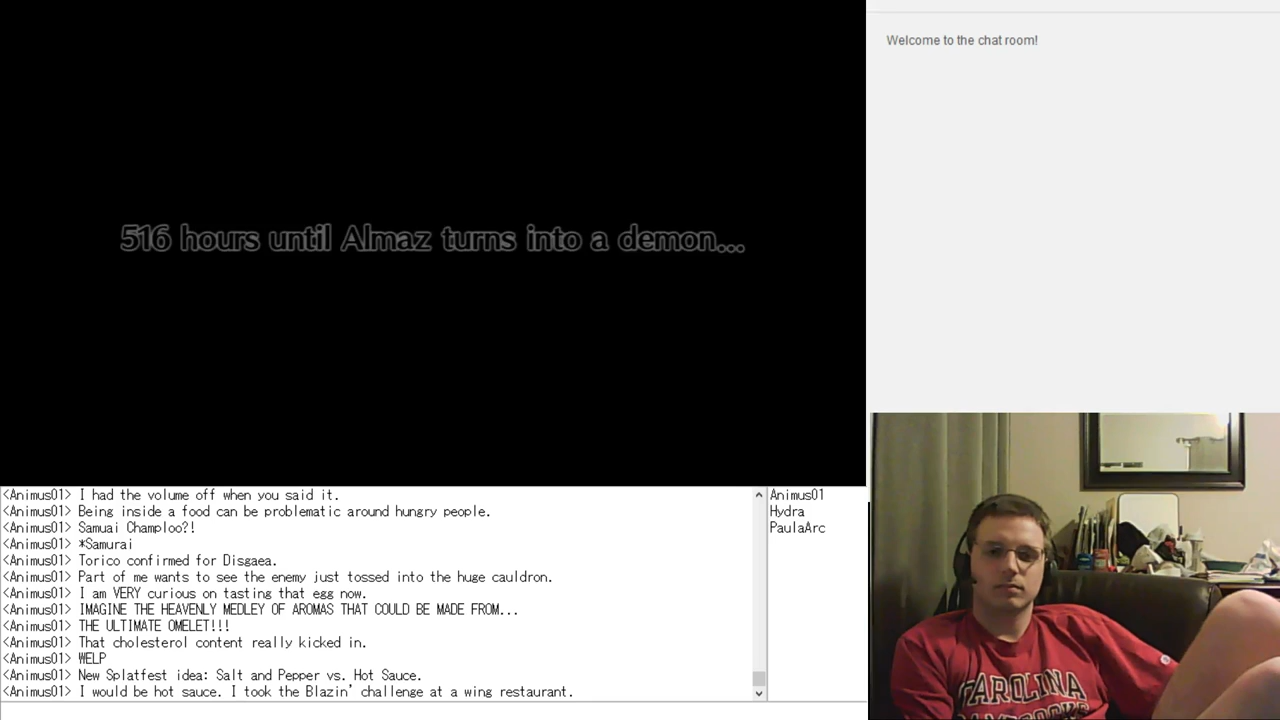 516 hours until Almaz turns into a demon...
Welcome to the chat room!
<Animus01> I had the volume off when you said it.
<Animus01> Being inside a food can be problematic around hungry people.
<Animus01> Samuai Champloo?!
<Animus01> *Samurai
<Animus01> Torico confirmed for Disgaea.
<Animus01> Part of me wants to see the enemy just tossed into the huge cauldron.
<Animus01> I am VERY curious on tasting that egg now.
<Animus01> IMAGINE THE HEAVENLY MEDLEY OF AROMAS THAT COULD BE MADE FROM...
<Animus01> THE ULTIMATE OMELET!!!
<Animus01> That cholesterol content really kicked in.
<Animus01> WELP
<Animus01> New Splatfest idea: Salt and Pepper vs. Hot Sauce.
<Animus01> I would be hot sauce. I took the Blazin' challenge at a wing restaurant.
Animus01
Hydra
PaulaArc
CAROLINA
GAMECOCKS